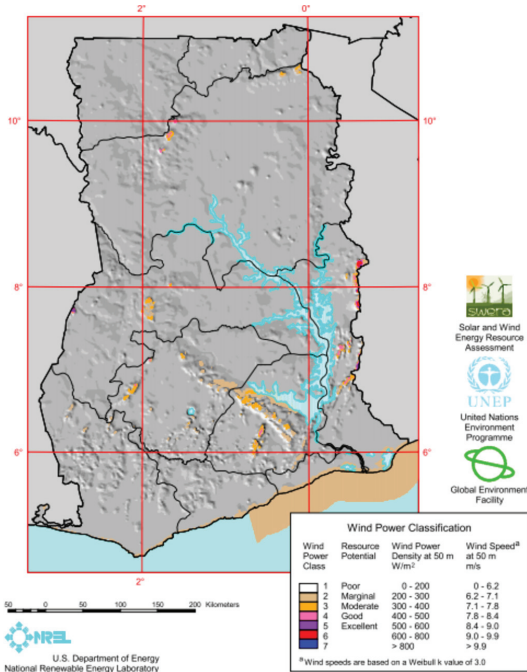 2° 0°
10° 10°
8° 8°
6° 6°
2° 0°
swera
Solar and Wind
Energy Resource
Assessment
UNEP
United Nations
Environment
Programme
Global Environment
Facility
Wind Power Classification
Wind Power Class Resource Potential Wind Power Density at 50 m W/m² Wind Speedᵃ at 50 m m/s
1 Poor 0 - 200 0 - 6.2
2 Marginal 200 - 300 6.2 - 7.1
3 Moderate 300 - 400 7.1 - 7.8
4 Good 400 - 500 7.8 - 8.4
5 Excellent 500 - 600 8.4 - 9.0
6 600 - 800 9.0 - 9.9
7 > 800 > 9.9
ᵃ Wind speeds are based on a Weibull k value of 3.0
50 0 50 100 150 200 Kilometers
NREL
U.S. Department of Energy
National Renewable Energy Laboratory